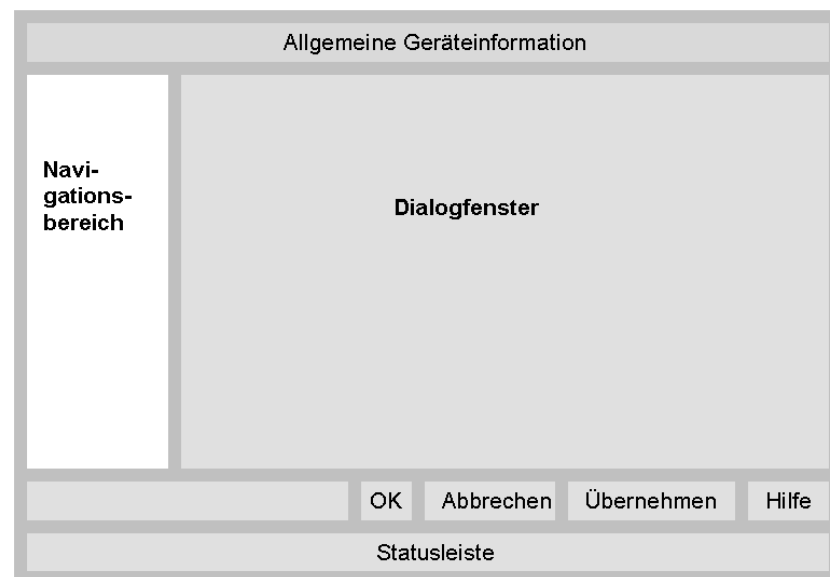 Allgemeine Geräteinformation
Navi-
gations-
bereich
Dialogfenster
OK Abbrechen Übernehmen Hilfe
Statusleiste